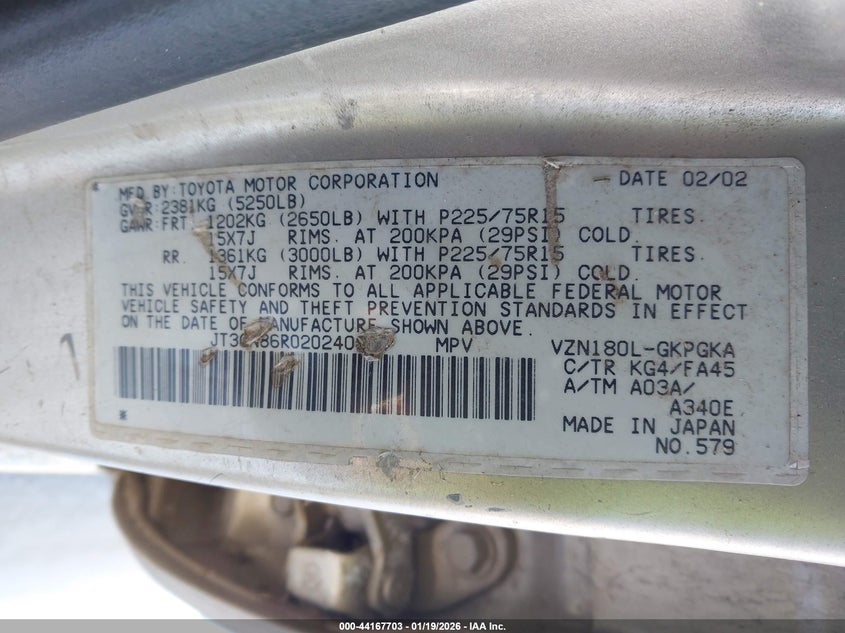 MFD BY: TOYOTA MOTOR CORPORATION DATE 02/02
GVWR: 2381KG (5250LB)
GAWR: FRT. 1202KG (2650LB) WITH P225/75R15 TIRES.
15X7J RIMS. AT 200KPA (29PSI) COLD.
RR. 1361KG (3000LB) WITH P225/75R15 TIRES.
15X7J RIMS. AT 200KPA (29PSI) COLD.
THIS VEHICLE CONFORMS TO ALL APPLICABLE FEDERAL MOTOR
VEHICLE SAFETY AND THEFT PREVENTION STANDARDS IN EFFECT
ON THE DATE OF MANUFACTURE SHOWN ABOVE.
MPV VZN180L-GKPGKA
C/TR KG4/FA45
A/TM A03A/
A340E
MADE IN JAPAN
NO.579
000-44167703 - 01/19/2026 - IAA Inc.